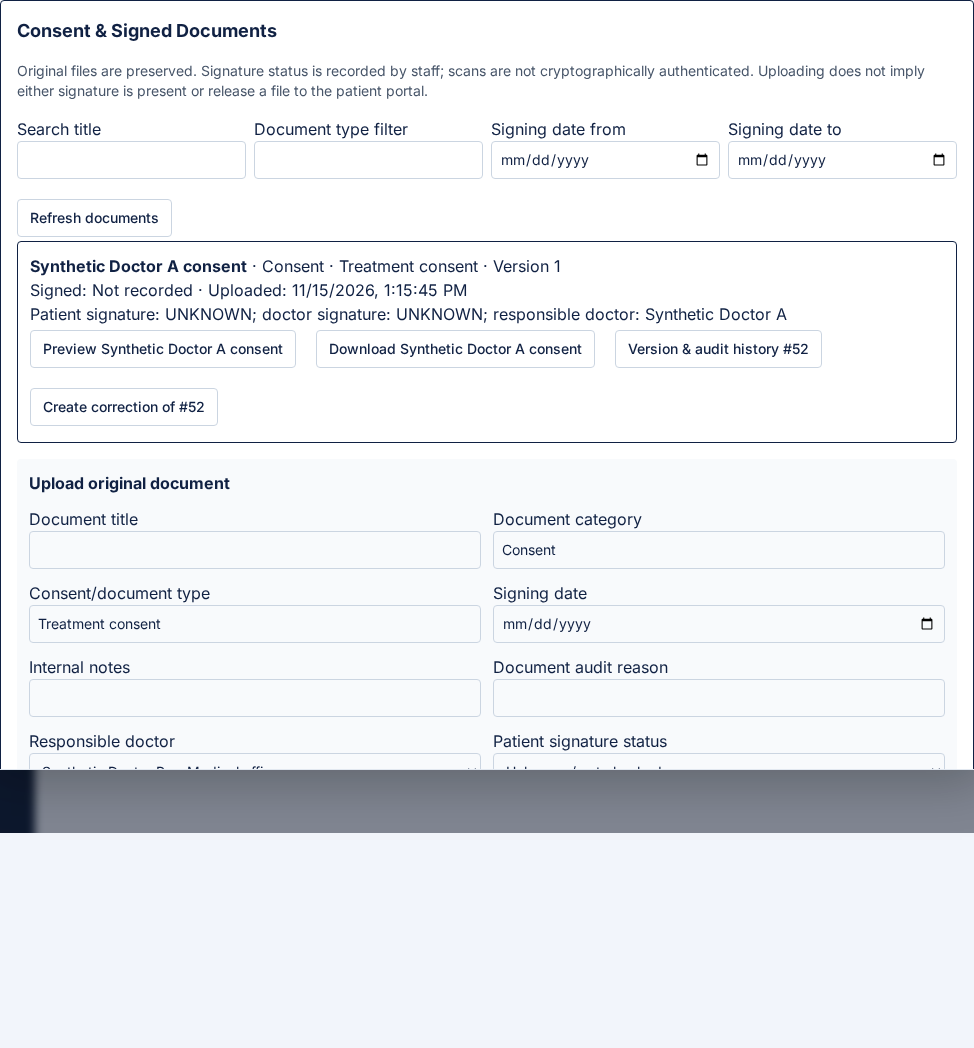 Consent & Signed Documents
Original files are preserved. Signature status is recorded by staff; scans are not cryptographically authenticated. Uploading does not imply
either signature is present or release a file to the patient portal.
Search title
Document type filter
Signing date from
Signing date to
mm/dd/yyyy
mm/dd/yyyy
Refresh documents
Synthetic Doctor A consent · Consent · Treatment consent · Version 1
Signed: Not recorded · Uploaded: 11/15/2026, 1:15:45 PM
Patient signature: UNKNOWN; doctor signature: UNKNOWN; responsible doctor: Synthetic Doctor A
Preview Synthetic Doctor A consent
Download Synthetic Doctor A consent
Version & audit history #52
Create correction of #52
Upload original document
Document title
Document category
Consent
Consent/document type
Signing date
Treatment consent
mm/dd/yyyy
Internal notes
Document audit reason
Responsible doctor
Patient signature status